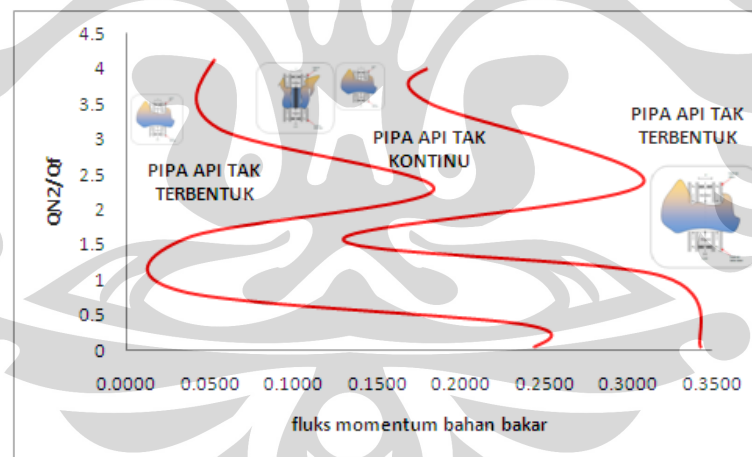 4.5
4
3.5
3
2.5
2
1.5
1
0.5
0
QN2/Qf
PIPA API TAK
TERBENTUK
PIPA API TAK
KONTINU
PIPA API TAK
TERBENTUK
0.0000 0.0500 0.1000 0.1500 0.2000 0.2500 0.3000 0.3500
fluks momentum bahan bakar